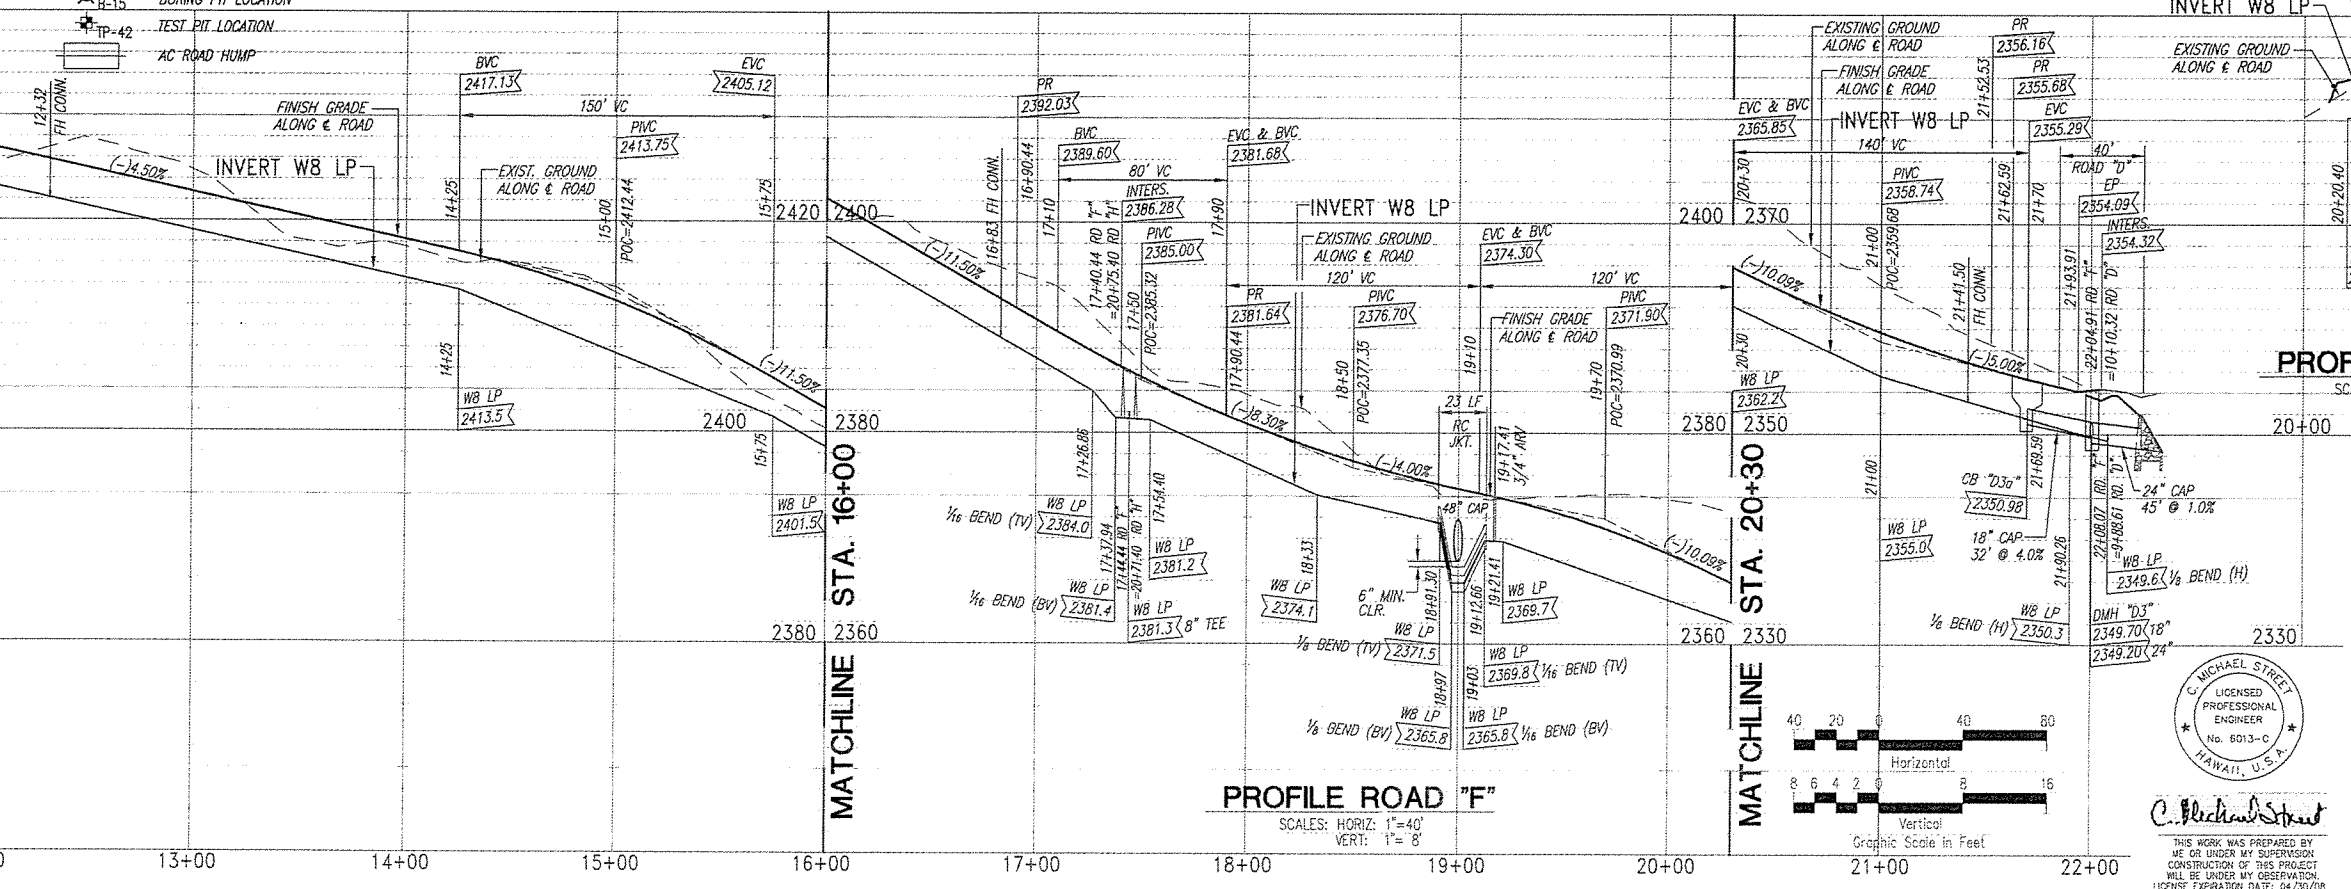 B-15 BORING PIT LOCATION
TP-42 TEST PIT LOCATION
AC ROAD HUMP
12+32
FH CONN.
(-)4.50%
FINISH GRADE
ALONG ℄ ROAD
INVERT W8 LP
BVC
2417.13
EVC
2405.12
150' VC
PIVC
2413.75
EXIST. GROUND
ALONG ℄ ROAD
14+25
15+00
POC=2412.44
15+75
2420
2400
(-)11.50%
14+25
W8 LP
2413.5
2400
2380
15+75
W8 LP
2401.5
2380
2360
MATCHLINE STA. 16+00
(-)11.50%
16+83 FH CONN.
PR
2392.03
16+90.44
17+10
BVC
2389.60
80' VC
INTERS.
2386.28
17+40.44 RD "F"
=20+75.40 RD "H"
17+50
PIVC
2385.00
POC=2385.32
EVC & BVC
2381.68
17+90
PR
2381.64
17+90.44
INVERT W8 LP
EXISTING GROUND
ALONG ℄ ROAD
120' VC
PIVC
2376.70
18+50
POC=2377.35
(-)8.30%
(-)4.00%
EVC & BVC
2374.30
19+10
120' VC
FINISH GRADE
ALONG ℄ ROAD
PIVC
2371.90
19+70
POC=2370.99
23 LF
RC
JKT.
19+17.41
3/4" ARV
48" CAP
(-)10.09%
17+26.86
1/16 BEND (TV)
W8 LP
2384.0
17+37.94
17+44.44 RD "F"
=20+71.40 RD "H"
17+54.40
1/16 BEND (BV)
W8 LP
2381.4
W8 LP
2381.2
W8 LP
2381.3
8" TEE
18+33
W8 LP
2374.1
6" MIN.
CLR.
18+91.30
19+12.66
19+21.41
W8 LP
2369.7
1/8 BEND (TV)
W8 LP
2371.5
W8 LP
2369.8
1/16 BEND (TV)
18+97
19+03
1/8 BEND (BV)
W8 LP
2365.8
W8 LP
2365.8
1/16 BEND (BV)
2400
2370
2380
2350
2360
2330
MATCHLINE STA. 20+30
EVC & BVC
2365.85
20+30
EXISTING GROUND
ALONG ℄ ROAD
FINISH GRADE
ALONG ℄ ROAD
INVERT W8 LP
140' VC
(-)10.09%
PIVC
2358.74
21+00
POC=2359.68
21+41.50
FH CONN.
PR
2356.16
21+52.53
PR
2355.68
21+62.59
EVC
2355.29
21+70
40'
ROAD "D"
EP
2354.09
21+93.91
INTERS.
2354.32
22+04.91 RD. "F"
=10+10.32 RD. "D"
(-)5.00%
20+30
W8 LP
2362.2
21+00
W8 LP
2355.0
CB "D3a"
2350.98
21+69.59
18" CAP
32' @ 4.0%
24" CAP
45' @ 1.0%
21+90.26
22+08.07 RD. "F"
=9+88.61 RD. "D"
W8 LP
2349.6
1/8 BEND (H)
1/8 BEND (H)
W8 LP
2350.3
DMH "D3"
2349.70 18"
2349.20 24"
INVERT W8 LP
EXISTING GROUND
ALONG ℄ ROAD
20+20.40
PROF
SC
20+00
2330
PROFILE ROAD "F"
SCALES: HORIZ: 1"=40'
VERT: 1"= 8'
40 20 0 40 80
Horizontal
8 6 4 2 0 8 16
Vertical
Graphic Scale in Feet
C. MICHAEL STREET
LICENSED
PROFESSIONAL
ENGINEER
No. 6013-C
HAWAII, U.S.A.
C. Michael Street
THIS WORK WAS PREPARED BY
ME OR UNDER MY SUPERVISION
CONSTRUCTION OF THIS PROJECT
WILL BE UNDER MY OBSERVATION.
LICENSE EXPIRATION DATE: 04/30/08
0 13+00 14+00 15+00 16+00 17+00 18+00 19+00 20+00 21+00 22+00